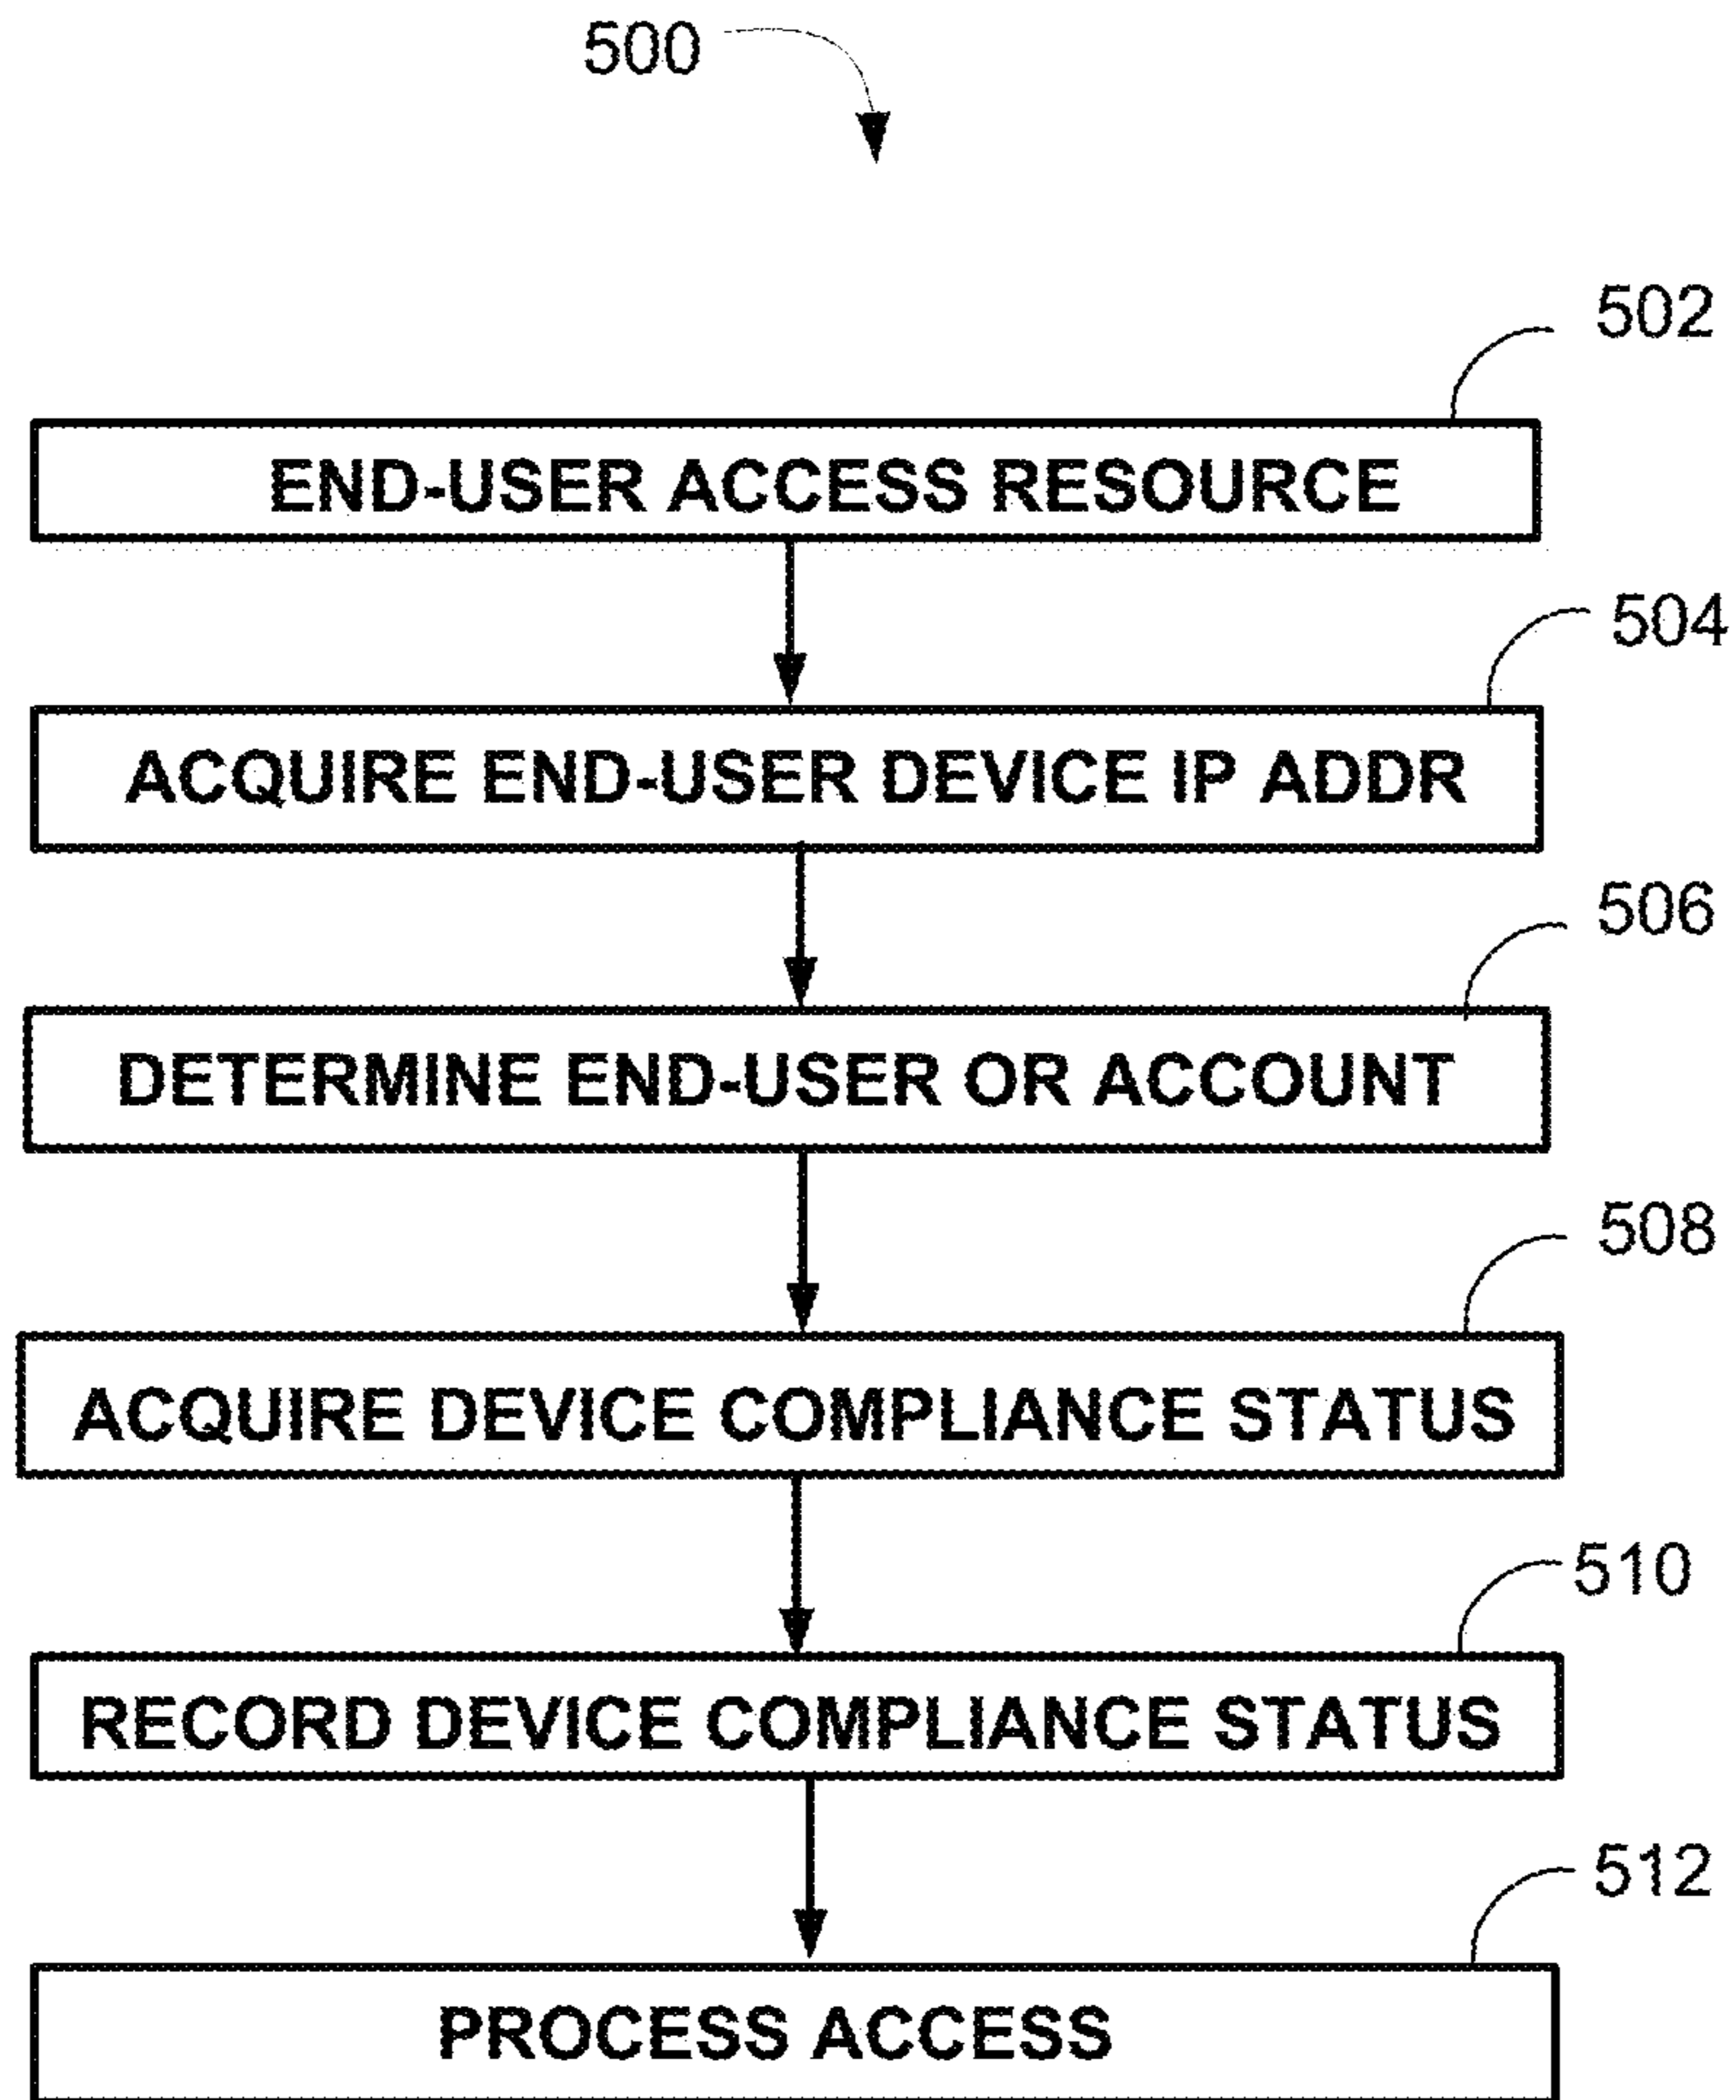 500
502
END-USER ACCESS RESOURCE
504
ACQUIRE END-USER DEVICE IP ADDR
506
DETERMINE END-USER OR ACCOUNT
508
ACQUIRE DEVICE COMPLIANCE STATUS
510
RECORD DEVICE COMPLIANCE STATUS
512
PROCESS ACCESS